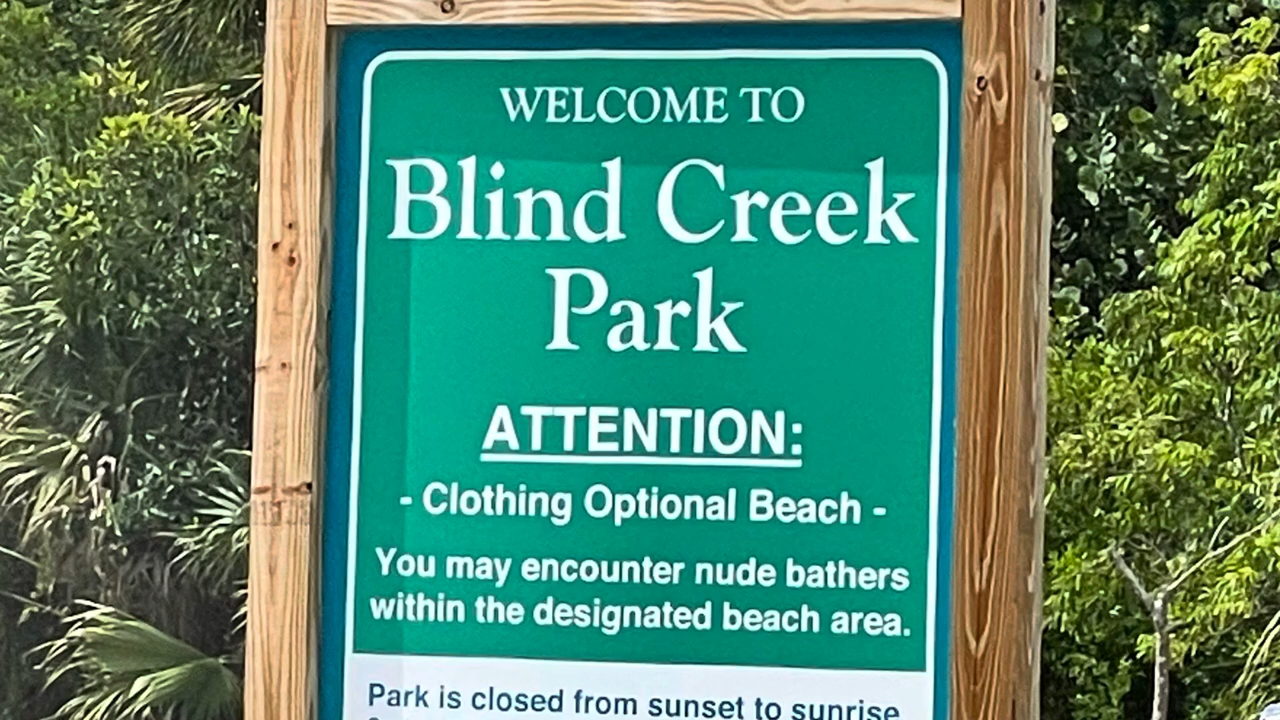 WELCOME TO
Blind Creek
Park
ATTENTION:
- Clothing Optional Beach -
You may encounter nude bathers
within the designated beach area.
Park is closed from sunset to sunrise